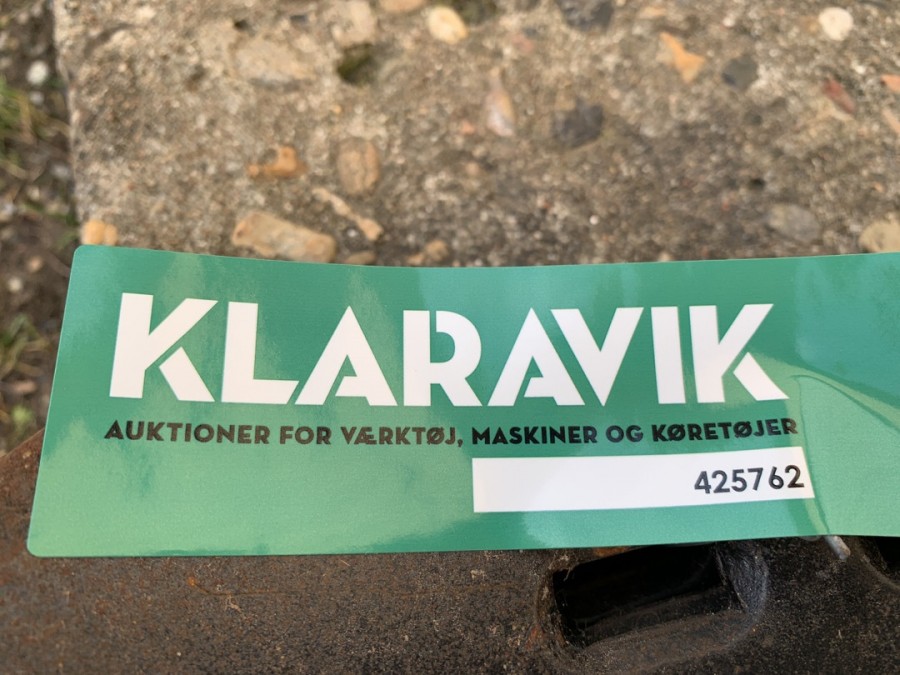 KLARAVIK
AUKTIONER FOR VÆRKTØJ, MASKINER OG KØRETØJER
425762